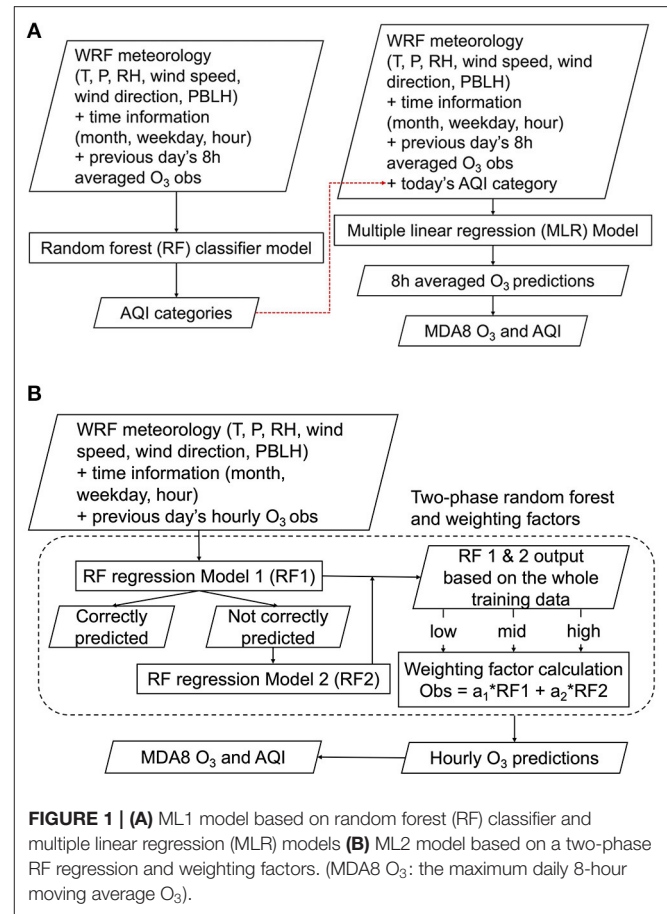 A
WRF meteorology
(T, P, RH, wind speed,
wind direction, PBLH)
+ time information
(month, weekday, hour)
+ previous day's 8h
averaged O₃ obs
Random forest (RF) classifier model
AQI categories
WRF meteorology
(T, P, RH, wind speed, wind
direction, PBLH)
+ time information
(month, weekday, hour)
+ previous day's 8h
averaged O₃ obs
+ today's AQI category
Multiple linear regression (MLR) Model
8h averaged O₃ predictions
MDA8 O₃ and AQI
B
WRF meteorology (T, P, RH, wind
speed, wind direction, PBLH)
+ time information (month,
weekday, hour)
+ previous day's hourly O₃ obs
Two-phase random forest
and weighting factors
RF regression Model 1 (RF1)
Correctly
predicted
Not correctly
predicted
RF regression Model 2 (RF2)
RF 1 & 2 output
based on the whole
training data
low mid high
Weighting factor calculation
Obs = a₁*RF1 + a₂*RF2
Hourly O₃ predictions
MDA8 O₃ and AQI
FIGURE 1 | (A) ML1 model based on random forest (RF) classifier and
multiple linear regression (MLR) models (B) ML2 model based on a two-phase
RF regression and weighting factors. (MDA8 O₃: the maximum daily 8-hour
moving average O₃).